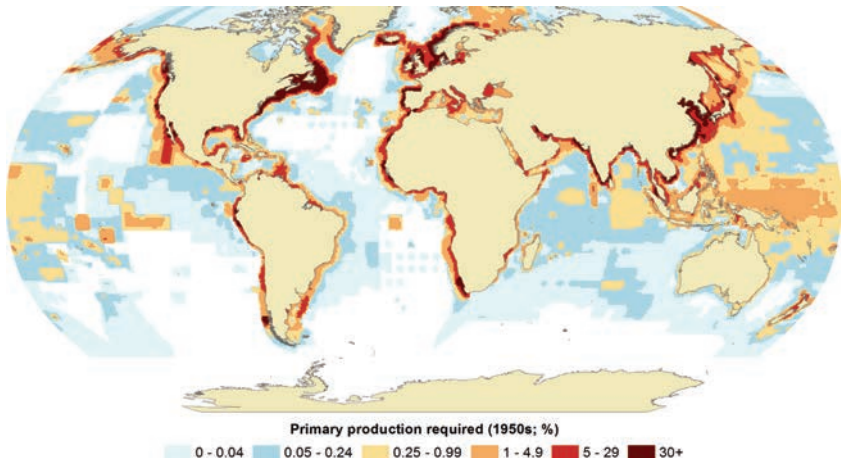 Primary production required (1950s; %)
0 - 0.04 0.05 - 0.24 0.25 - 0.99 1 - 4.9 5 - 29 30+